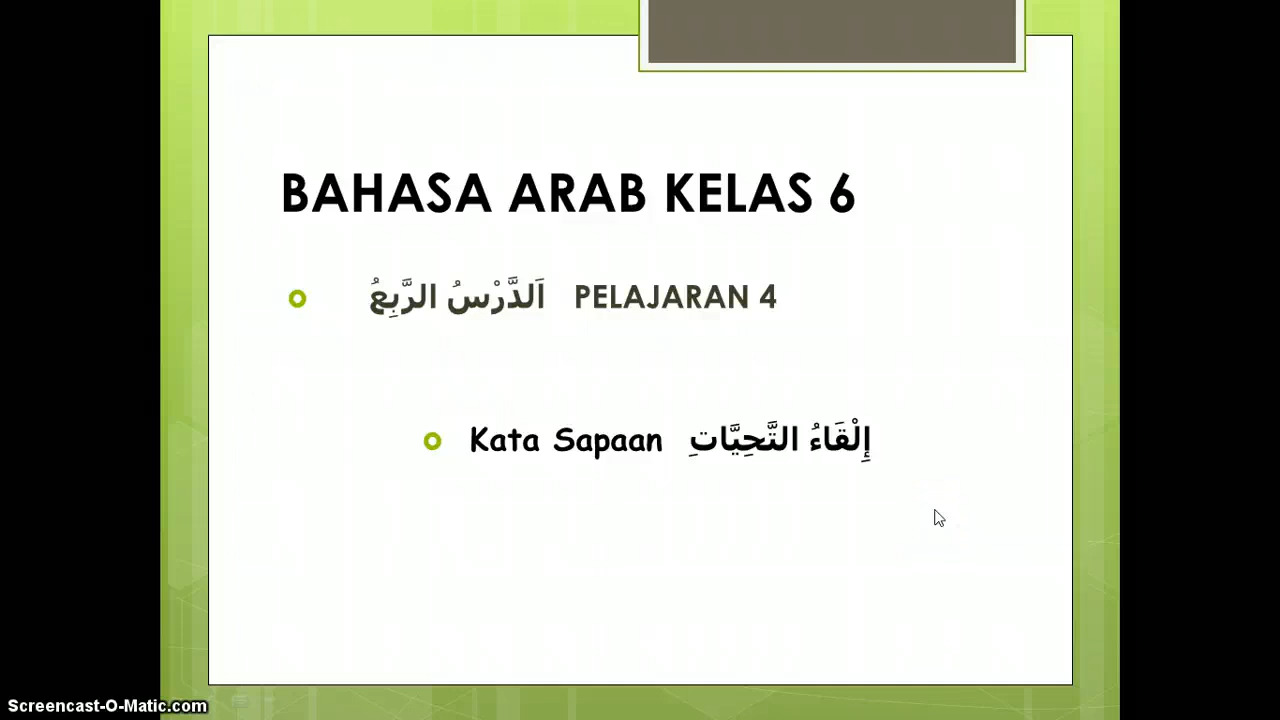 BAHASA ARAB KELAS 6
اَلدَّرْسُ الرَّبِعُ PELAJARAN 4
Kata Sapaan إِلْقَاءُ التَّحِيَّاتِ
Screencast-O-Matic.com